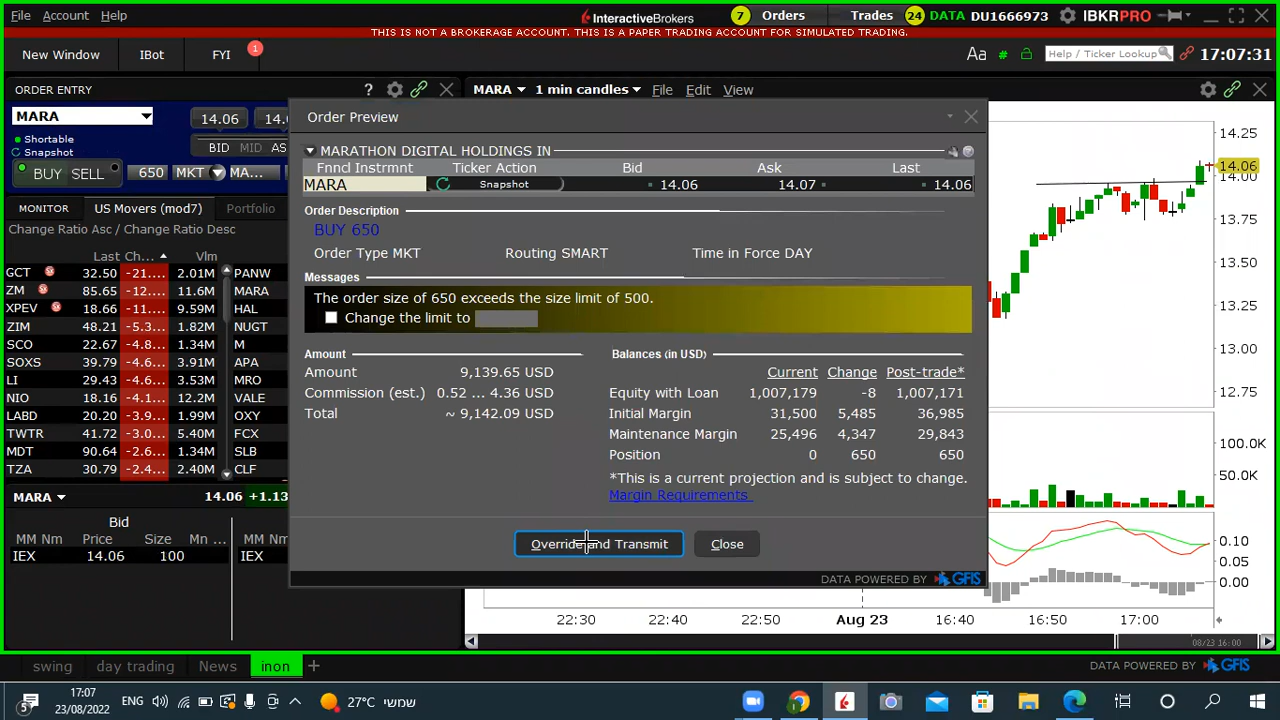 File Account Help InteractiveBrokers 7 Orders Trades 24 DATA DU1666973 IBKRPRO
THIS IS NOT A BROKERAGE ACCOUNT. THIS IS A PAPER TRADING ACCOUNT FOR SIMULATED TRADING.
New Window IBot FYI 1 Aa # Help / Ticker Lookup 17:07:31
ORDER ENTRY ?
MARA 1 min candles File Edit View
MARA 14.06 14.0
Shortable
Snapshot
BID MID AS
BUY SELL 650 MKT MA...
MONITOR US Movers (mod7) Portfolio
Change Ratio Asc / Change Ratio Desc
Last Ch... Vlm
GCT 32.50 -21.... 2.01M PANW
ZM 85.65 -12.... 11.6M MARA
XPEV 18.66 -11.... 9.59M HAL
ZIM 48.21 -5.3... 1.82M NUGT
SCO 22.67 -4.8... 1.34M M
SOXS 39.79 -4.6... 3.91M APA
LI 29.43 -4.6... 3.53M MRO
NIO 18.16 -4.1... 12.2M VALE
LABD 20.20 -3.9... 1.97M OXY
TWTR 41.72 -3.0... 5.40M FCX
MDT 90.64 -2.6... 1.34M SLB
TZA 30.79 -2.4... 2.40M CLF
MARA 14.06 +1.13
Bid
MM Nm Price Size Mn ... MM Nm
IEX 14.06 100 IEX
Order Preview
MARATHON DIGITAL HOLDINGS IN
Fnnd Instrmnt Ticker Action Bid Ask Last
MARA Snapshot 14.06 14.07 14.06
Order Description
BUY 650
Order Type MKT Routing SMART Time in Force DAY
Messages
The order size of 650 exceeds the size limit of 500.
Change the limit to
Amount
Amount 9,139.65 USD
Commission (est.) 0.52 ... 4.36 USD
Total ~ 9,142.09 USD
Balances (in USD)
Current Change Post-trade*
Equity with Loan 1,007,179 -8 1,007,171
Initial Margin 31,500 5,485 36,985
Maintenance Margin 25,496 4,347 29,843
Position 0 650 650
*This is a current projection and is subject to change.
Margin Requirements
Override and Transmit Close
DATA POWERED BY GFIS
14.25
14.06
14.00
13.75
13.50
13.25
13.00
12.75
100.0K
50.0K
0.10
0.05
0.00
22:30 22:40 22:50 Aug 23 16:40 16:50 17:00
08/23 16:00
swing day trading News inon + DATA POWERED BY GFIS
5 17:07 ENG 27°C שמשי
23/08/2022